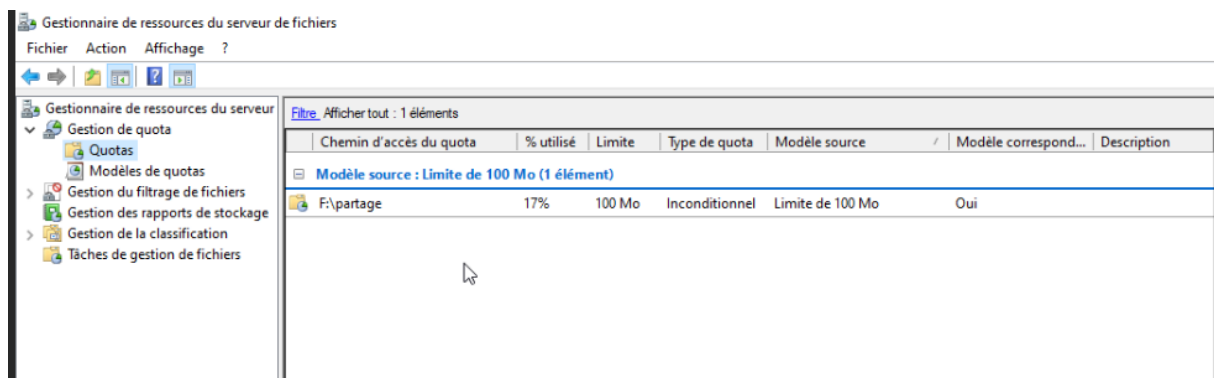 Gestionnaire de ressources du serveur de fichiers
Fichier Action Affichage ?
Gestionnaire de ressources du serveur
Gestion de quota
Quotas
Modèles de quotas
Gestion du filtrage de fichiers
Gestion des rapports de stockage
Gestion de la classification
Tâches de gestion de fichiers
Filtre Afficher tout : 1 éléments
Chemin d'accès du quota % utilisé Limite Type de quota Modèle source Modèle correspond... Description
Modèle source : Limite de 100 Mo (1 élément)
F:\partage 17% 100 Mo Inconditionnel Limite de 100 Mo Oui